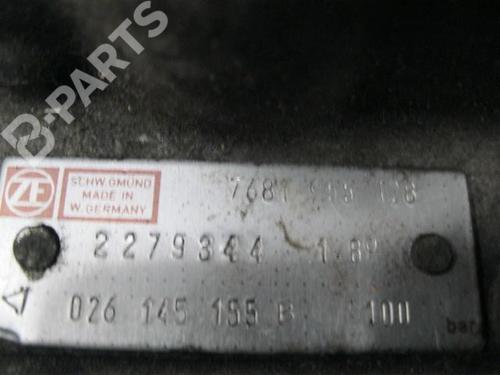 B-PARTS
ZF
SCHW. GMÜND
MADE IN
W. GERMANY
7681
2279344
026 145 155 B 100 bar